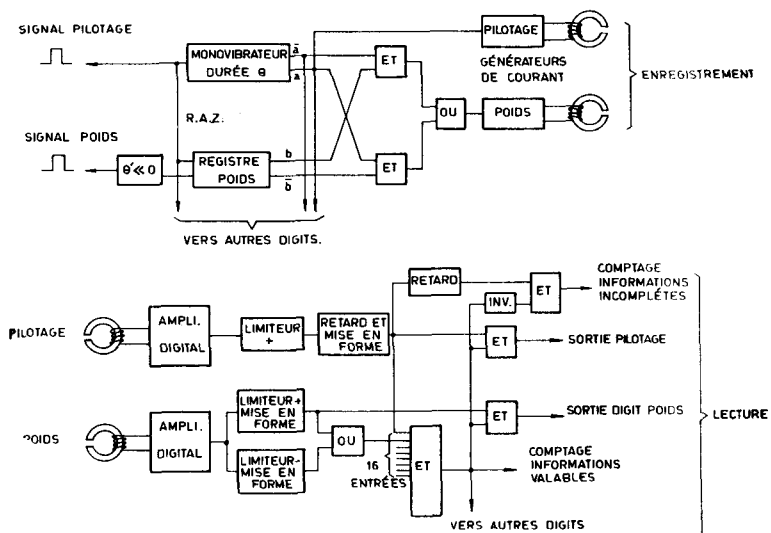 SIGNAL PILOTAGE
MONOVIBRATEUR
DURÉE θ
ā
a
ET
PILOTAGE
GÉNÉRATEURS
DE COURANT
ENREGISTREMENT
R.A.Z.
OU
POIDS
SIGNAL POIDS
θ'≪0
REGISTRE
POIDS
b
b̄
ET
VERS AUTRES DIGITS.
RETARD
INV.
ET
COMPTAGE
INFORMATIONS
INCOMPLÉTES
PILOTAGE
AMPLI.
DIGITAL
LIMITEUR
+
RETARD ET
MISE EN
FORME
ET
SORTIE PILOTAGE
POIDS
AMPLI.
DIGITAL
LIMITEUR+
MISE EN
FORME
LIMITEUR-
MISE EN
FORME
OU
16
ENTRÉES
ET
ET
SORTIE DIGIT POIDS
LECTURE
COMPTAGE
INFORMATIONS
VALABLES
VERS AUTRES DIGITS